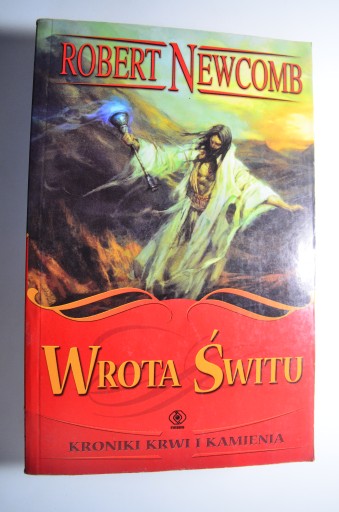 ROBERT NEWCOMB
WROTA ŚWITU
KRONIKI KRWI I KAMIENIA